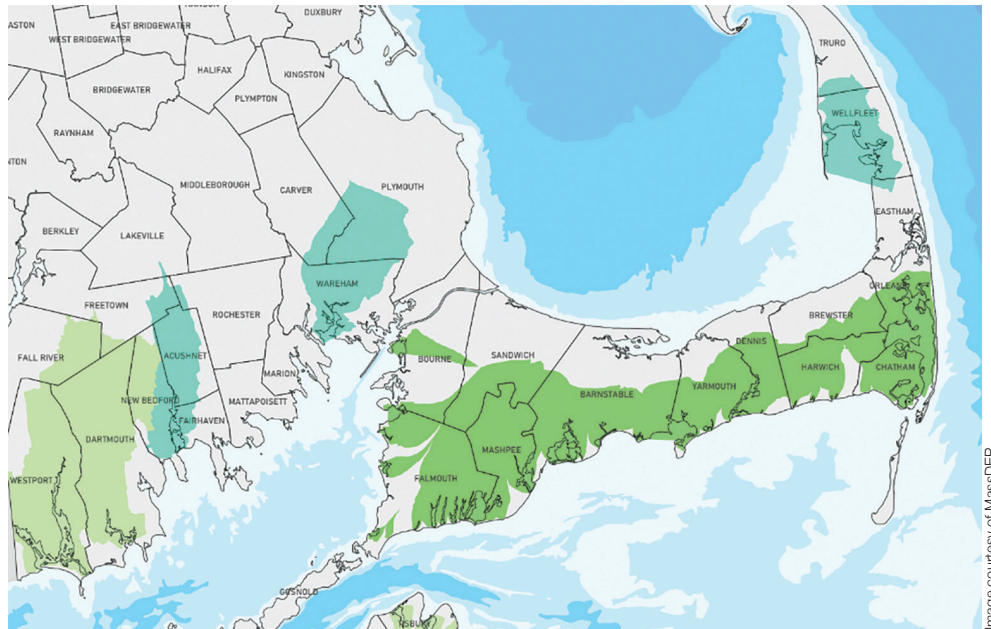 DUXBURY
ASTON
EAST BRIDGEWATER
WEST BRIDGEWATER
TRURO
HALIFAX
KINGSTON
BRIDGEWATER
PLYMPTON
WELLFLEET
RAYNHAM
NTON
MIDDLEBOROUGH
CARVER
PLYMOUTH
EASTHAM
BERKLEY
LAKEVILLE
WAREHAM
ORLEANS
FREETOWN
ROCHESTER
BREWSTER
DENNIS
FALL RIVER
ACUSHNET
BOURNE
SANDWICH
HARWICH
CHATHAM
MARION
YARMOUTH
BARNSTABLE
NEW BEDFORD
MATTAPOISETT
FAIRHAVEN
DARTMOUTH
MASHPEE
WESTPORT
FALMOUTH
GOSNOLD
Image courtesy of MassDEP